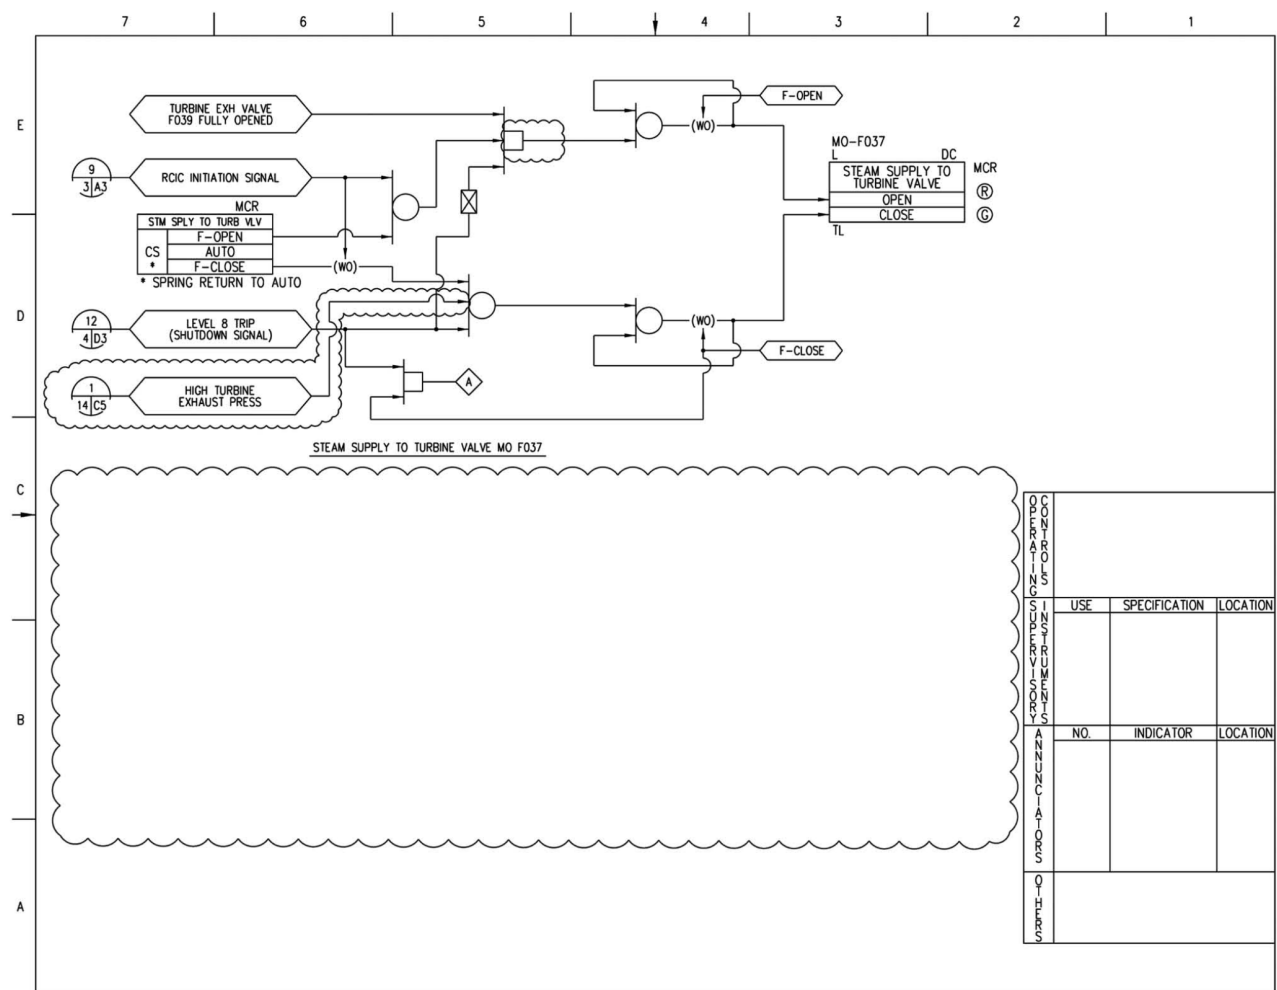 7 6 5 4 3 2 1
E
TURBINE EXH VALVE
F039 FULLY OPENED
F-OPEN
(WO)
9
3 A3
RCIC INITIATION SIGNAL
MO-F037
L DC
STEAM SUPPLY TO
TURBINE VALVE
OPEN
CLOSE
TL
MCR
R
G
MCR
STM SPLY TO TURB VLV
CS
*
F-OPEN
AUTO
F-CLOSE
(WO)
* SPRING RETURN TO AUTO
D
12
4 D3
LEVEL 8 TRIP
(SHUTDOWN SIGNAL)
(WO)
F-CLOSE
1
14 C5
HIGH TURBINE
EXHAUST PRESS
A
STEAM SUPPLY TO TURBINE VALVE MO F037
C
OPERATING
CONTROLS
SUPERVISORY
INSTRUMENTS
USE SPECIFICATION LOCATION
B
ANNUNCIATORS
NO. INDICATOR LOCATION
A
OTHERS